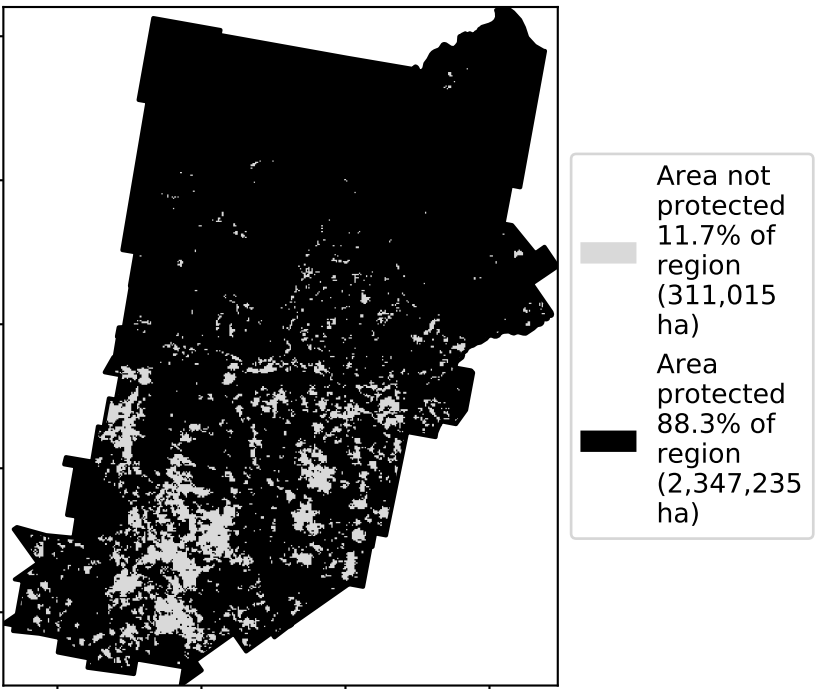 Area not
protected
11.7% of
region
(311,015
ha)
Area
protected
88.3% of
region
(2,347,235
ha)